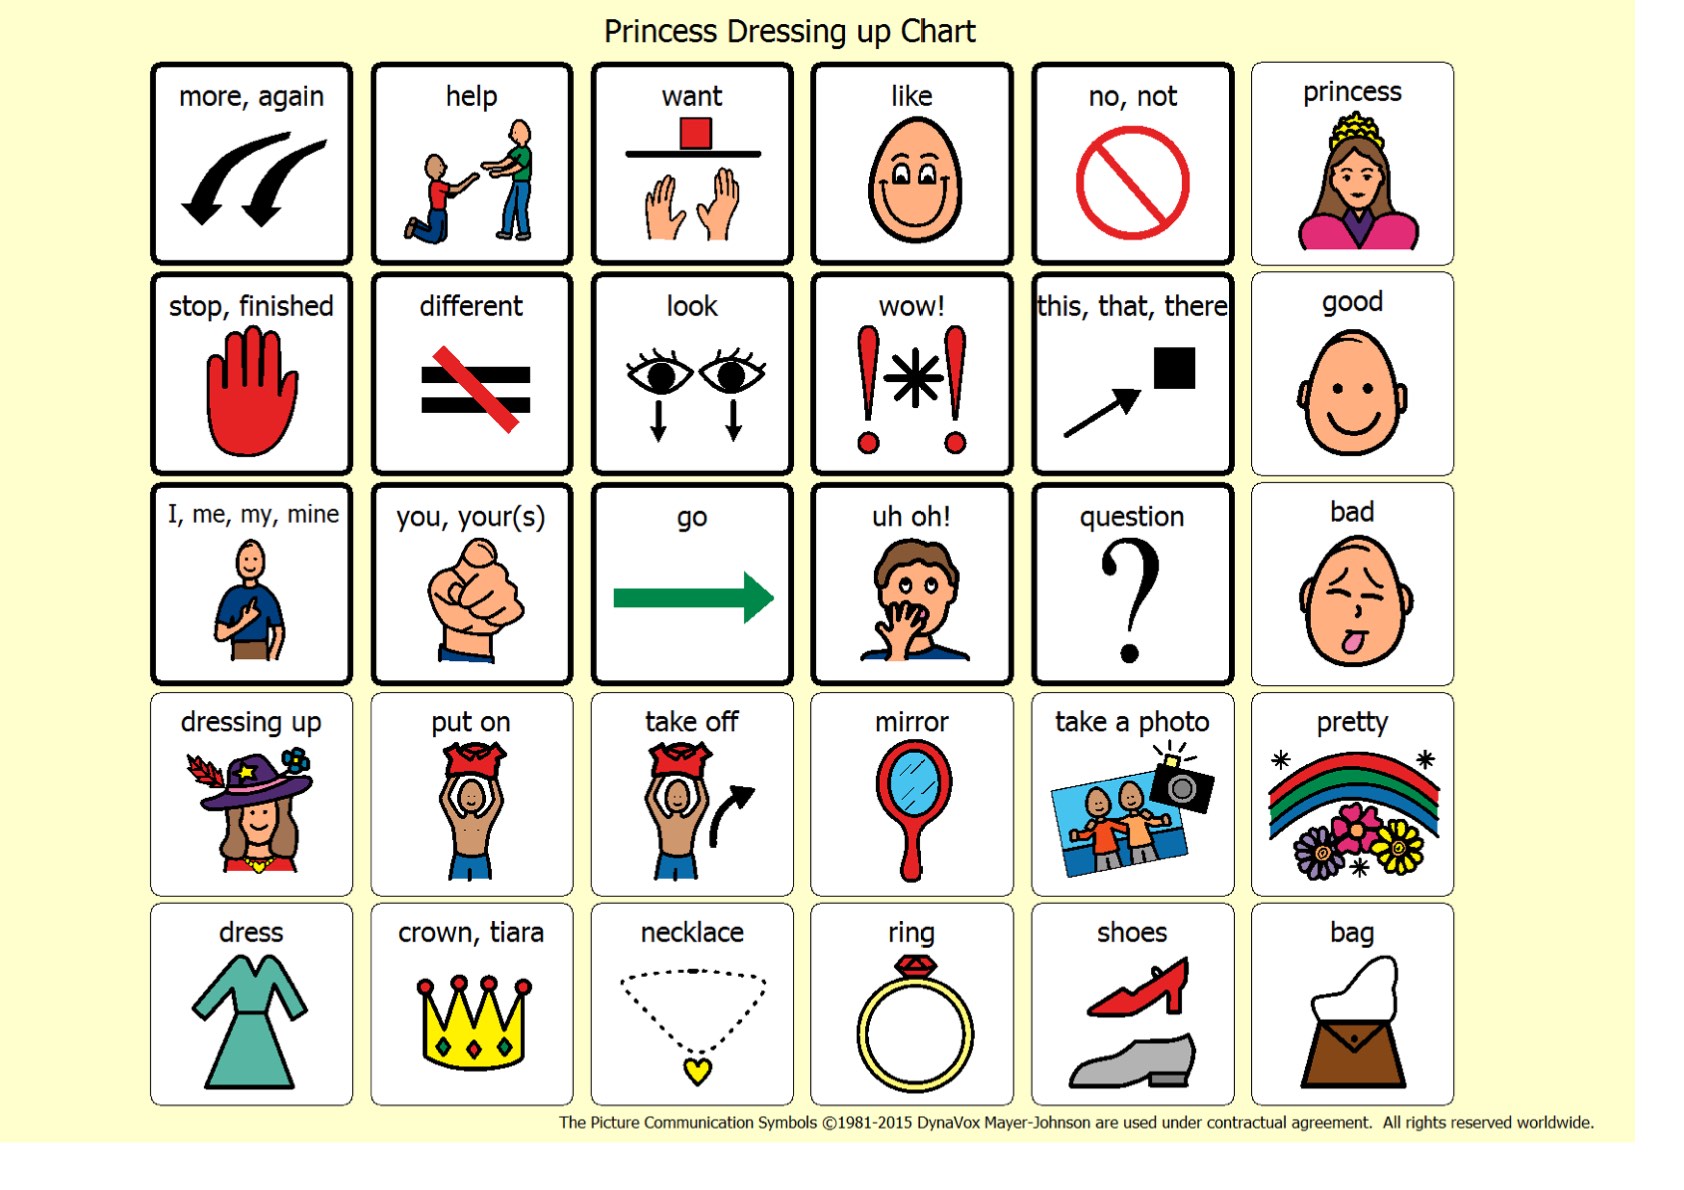 Princess Dressing up Chart
more, again
help
want
like
no, not
princess
stop, finished
different
look
wow!
this, that, there
good
I, me, my, mine
you, your(s)
go
uh oh!
question
bad
dressing up
put on
take off
mirror
take a photo
pretty
dress
crown, tiara
necklace
ring
shoes
bag
The Picture Communication Symbols ©1981-2015 DynaVox Mayer-Johnson are used under contractual agreement. All rights reserved worldwide.